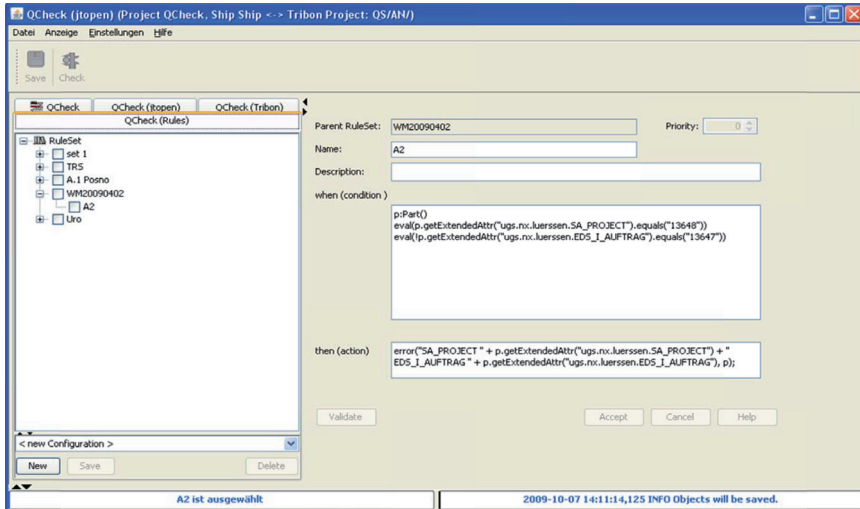 QCheck (jtopen) (Project QCheck, Ship Ship <-> Tribon Project: QS/AN/)
Datei Anzeige Einstellungen Hilfe
Save Check
QCheck QCheck (jtopen) QCheck (Tribon)
QCheck (Rules)
RuleSet
set 1
TRS
A.1 Posno
WM20090402
A2
Uro
< new Configuration >
New Save Delete
Parent RuleSet: WM20090402 Priority: 0
Name: A2
Description:
when (condition )
p:Part()
eval(p.getExtendedAttr("ugs.nx.luerssen.SA_PROJECT").equals("13648"))
eval(!p.getExtendedAttr("ugs.nx.luerssen.EDS_I_AUFTRAG").equals("13647"))
then (action)
error("SA_PROJECT " + p.getExtendedAttr("ugs.nx.luerssen.SA_PROJECT") + "
EDS_I_AUFTRAG " + p.getExtendedAttr("ugs.nx.luerssen.EDS_I_AUFTRAG"), p);
Validate Accept Cancel Help
A2 ist ausgewählt
2009-10-07 14:11:14,125 INFO Objects will be saved.